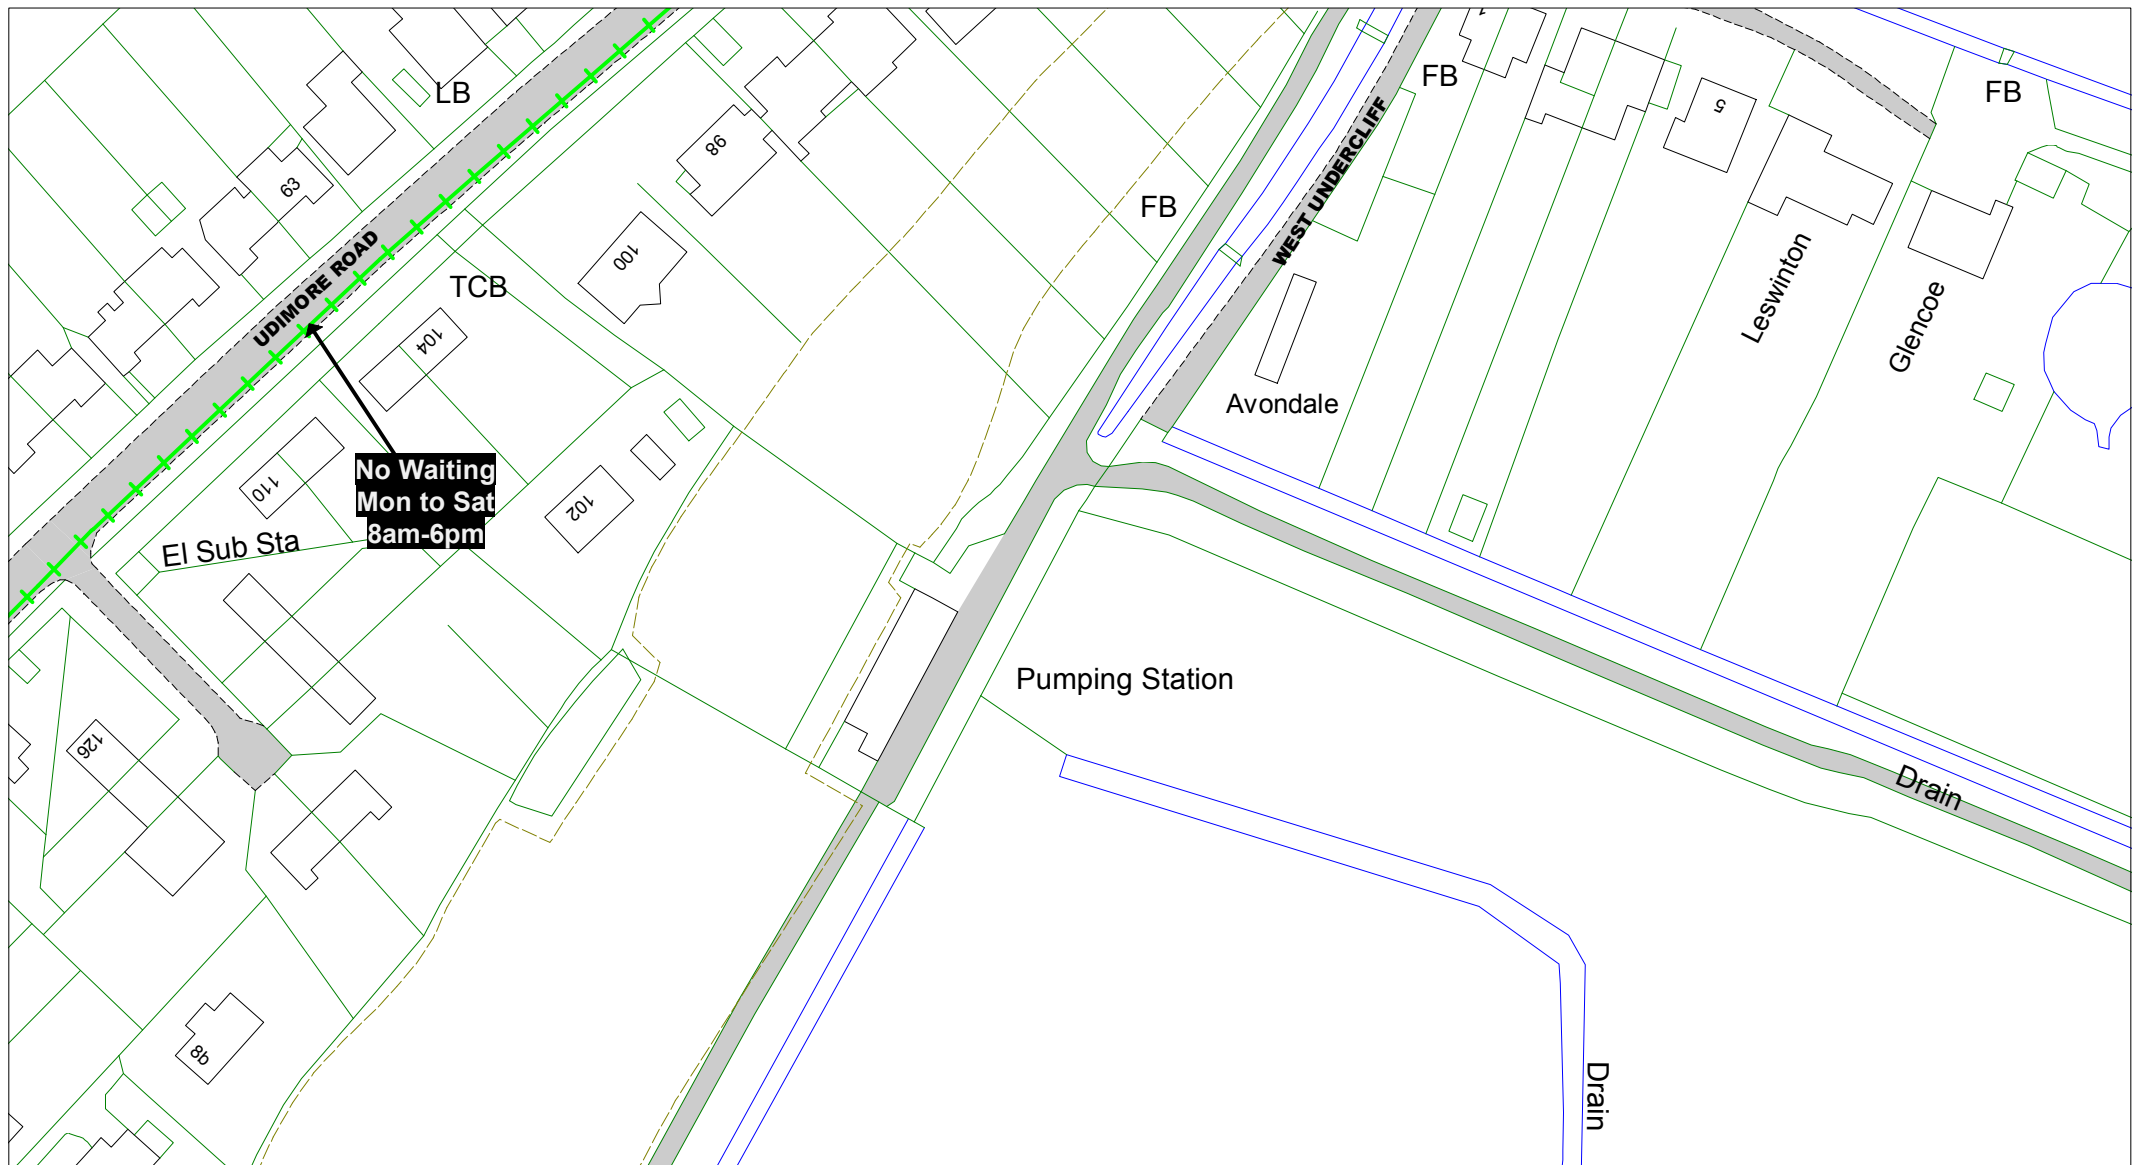 LB
FB
FB
5
98
63
WEST UNDERCLIFF
FB
UDIMORE ROAD
100
TCB
Leswinton
Glencoe
104
Avondale
No Waiting
Mon to Sat
8am-6pm
110
102
El Sub Sta
Pumping Station
126
Drain
8b
Drain